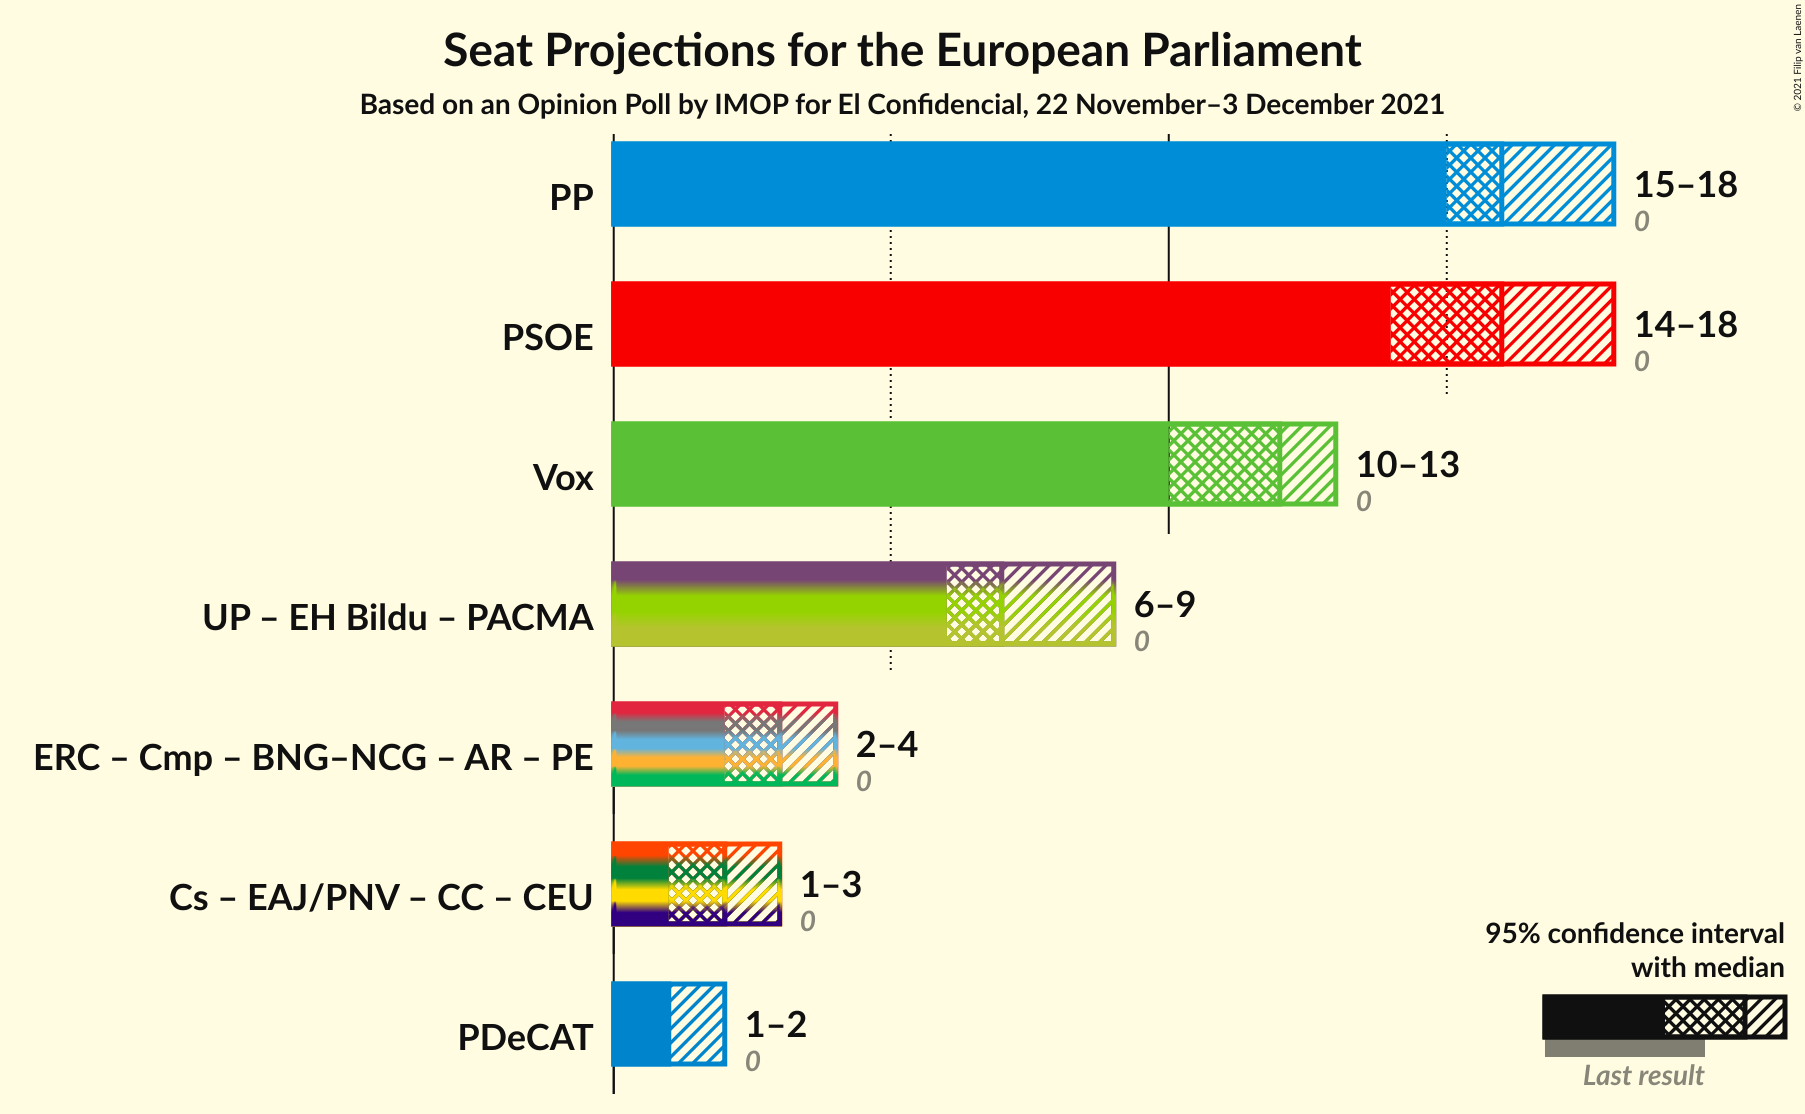 Seat Projections for the European Parliament
Based on an Opinion Poll by IMOP for El Confidencial, 22 November–3 December 2021
© 2021 Filip van Laenen
PP
15–18
0
PSOE
14–18
0
Vox
10–13
0
UP – EH Bildu – PACMA
6–9
0
ERC – Cmp – BNG–NCG – AR – PE
2–4
0
Cs – EAJ/PNV – CC – CEU
1–3
0
PDeCAT
1–2
0
95% confidence interval
with median
Last result